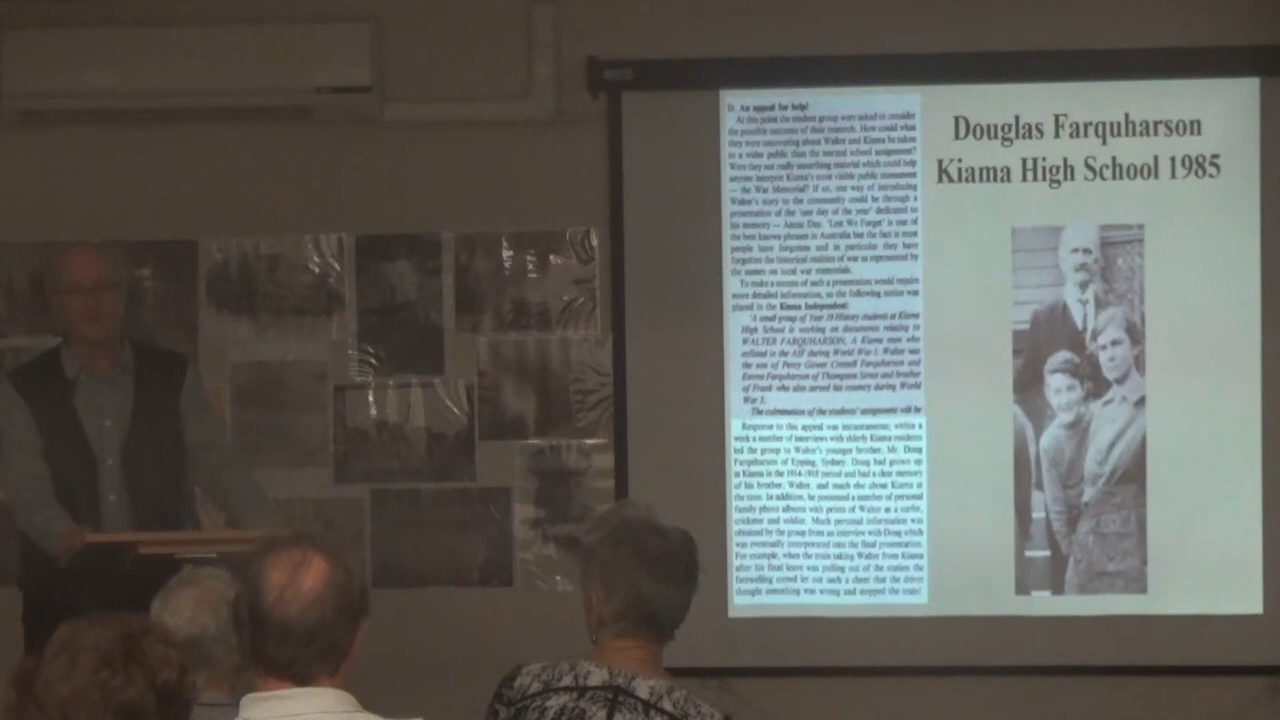 D. An appeal for help!
At this point the student group were asked to consider
the possible outcome of their research. How could what
they were uncovering about Walter and Kiama be taken
to a wider public than the normal school assignment?
Were they not really unearthing material which could help
anyone interpret Kiama's most visible public monument
— the War Memorial? If so, one way of introducing
Walter's story to the community could be through a
presentation of the 'one day of the year' dedicated to
his memory — Anzac Day. 'Lest We Forget' is one of
the best known phrases in Australia but the fact is most
people have forgotten and in particular they have
forgotten the historical realities of war as represented by
the names on local war memorials.
To make a success of such a presentation would require
more detailed information, so the following notice was
placed in the Kiama Independent:
'A small group of Year 10 History students at Kiama
High School is working on documents relating to
WALTER FARQUHARSON, A Kiama man who
enlisted in the AIF during World War I. Walter was
the son of Percy Gower Farquharson and
Emma Farquharson of Thompson Street and brother
of Frank who also served his country during World
War I.
The culmination of the students' assignment will be
Response to this appeal was instantaneous; within a
week a number of interviews with elderly Kiama residents
led the group to Walter's younger brother, Mr. Doug
Farquharson of Epping, Sydney. Doug had grown up
in Kiama in the 1914-1918 period and had a clear memory
of his brother, Walter, and much else about Kiama at
the time. In addition, he possessed a number of personal
family photo albums with prints of Walter as a surfer,
cricketer and soldier. Much personal information was
obtained by the group from an interview with Doug which
was eventually incorporated into the final presentation.
For example, when the train taking Walter from Kiama
after his final leave was pulling out of the station the
farewelling crowd let out such a cheer that the driver
thought something was wrong and stopped the train!
Douglas Farquharson
Kiama High School 1985